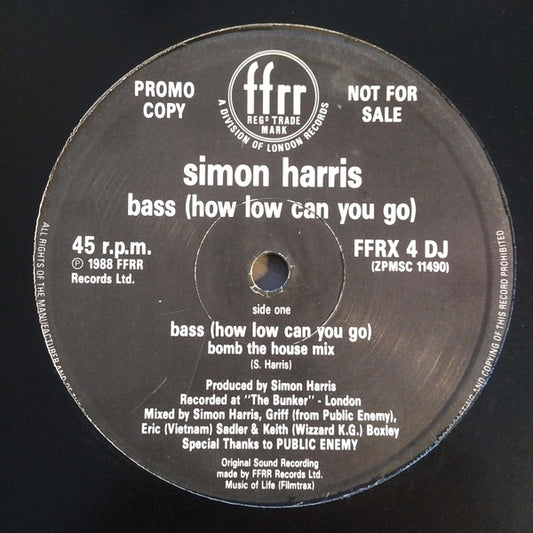 PROMO
COPY
ffrr
REGD TRADE
MARK
A DIVISION OF LONDON RECORDS
NOT FOR
SALE
simon harris
bass (how low can you go)
45 r.p.m.
℗ 1988 FFRR
Records Ltd.
FFRX 4 DJ
(ZPMSC 11490)
side one
bass (how low can you go)
bomb the house mix
(S. Harris)
Produced by Simon Harris
Recorded at "The Bunker" - London
Mixed by Simon Harris, Griff (from Public Enemy),
Eric (Vietnam) Sadler & Keith (Wizzard K.G.) Boxley
Special Thanks to PUBLIC ENEMY
Original Sound Recording
made by FFRR Records Ltd.
Music of Life (Filmtrax)
ALL RIGHTS OF THE MANUFACTURER AND OF
AND COPYING OF THIS RECORD PROHIBITED